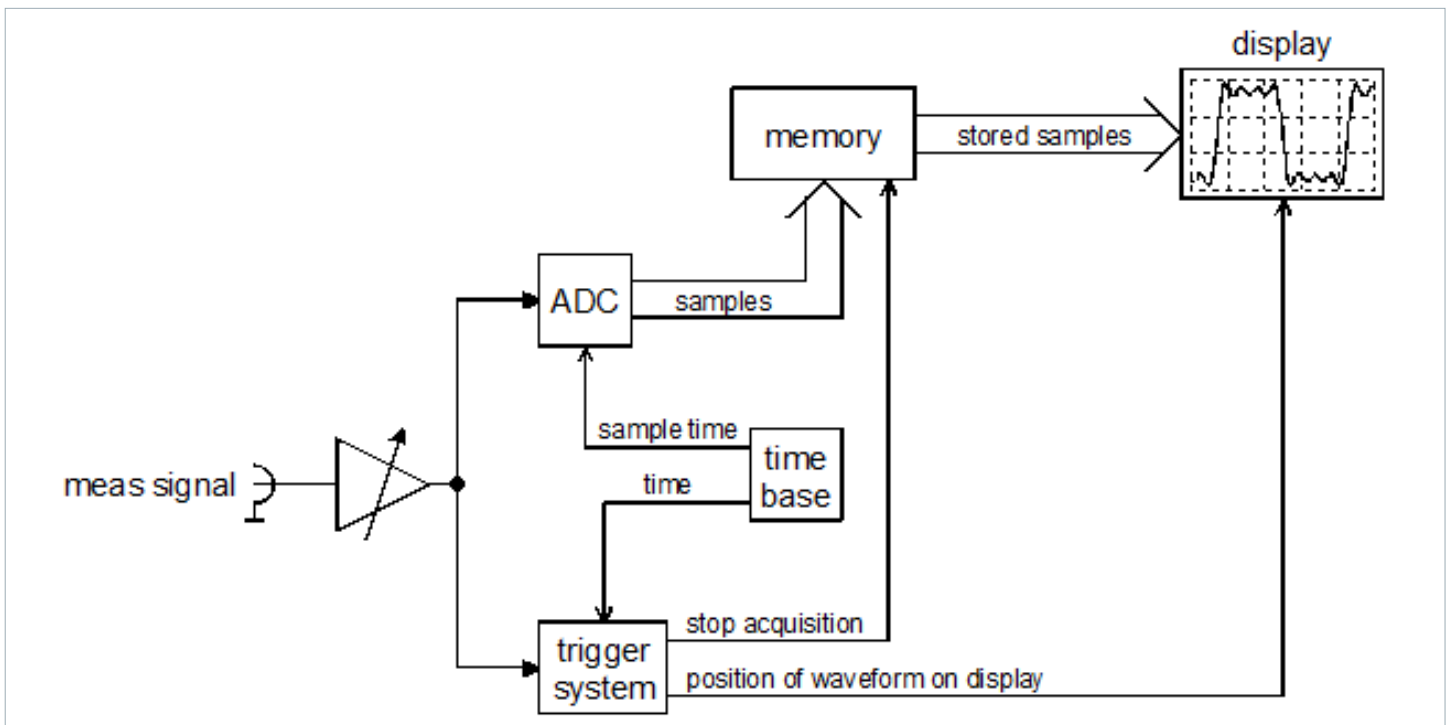 display
memory
stored samples
ADC
samples
sample time
time
base
time
meas signal
stop acquisition
trigger
system
position of waveform on display